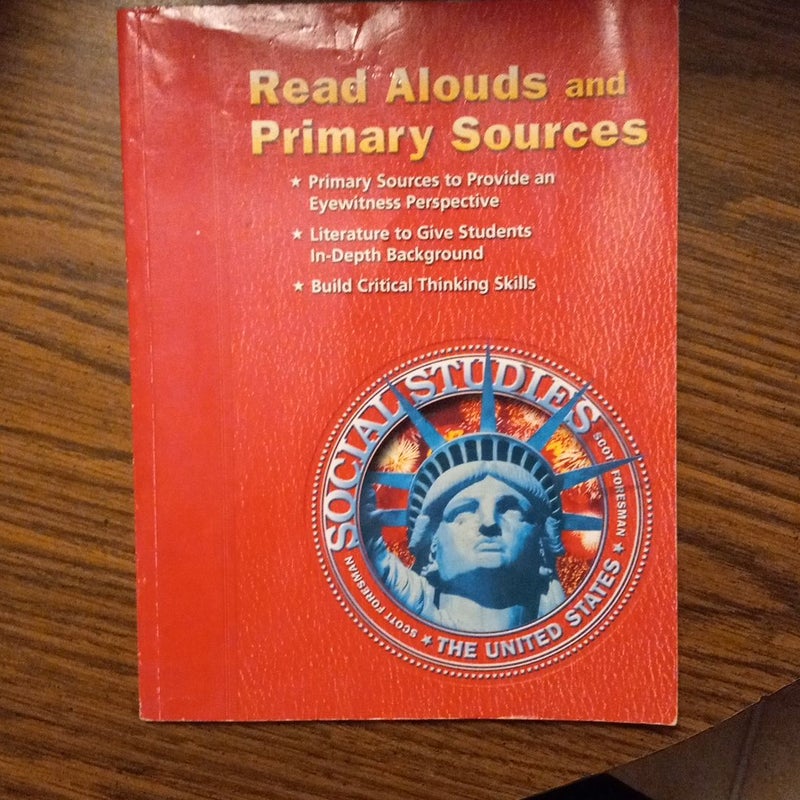 Read Alouds and
Primary Sources
★ Primary Sources to Provide an
Eyewitness Perspective
★ Literature to Give Students
In-Depth Background
★ Build Critical Thinking Skills
SOCIAL STUDIES
SCOTT FORESMAN ★ THE UNITED STATES ★
SCOTT FORESMAN